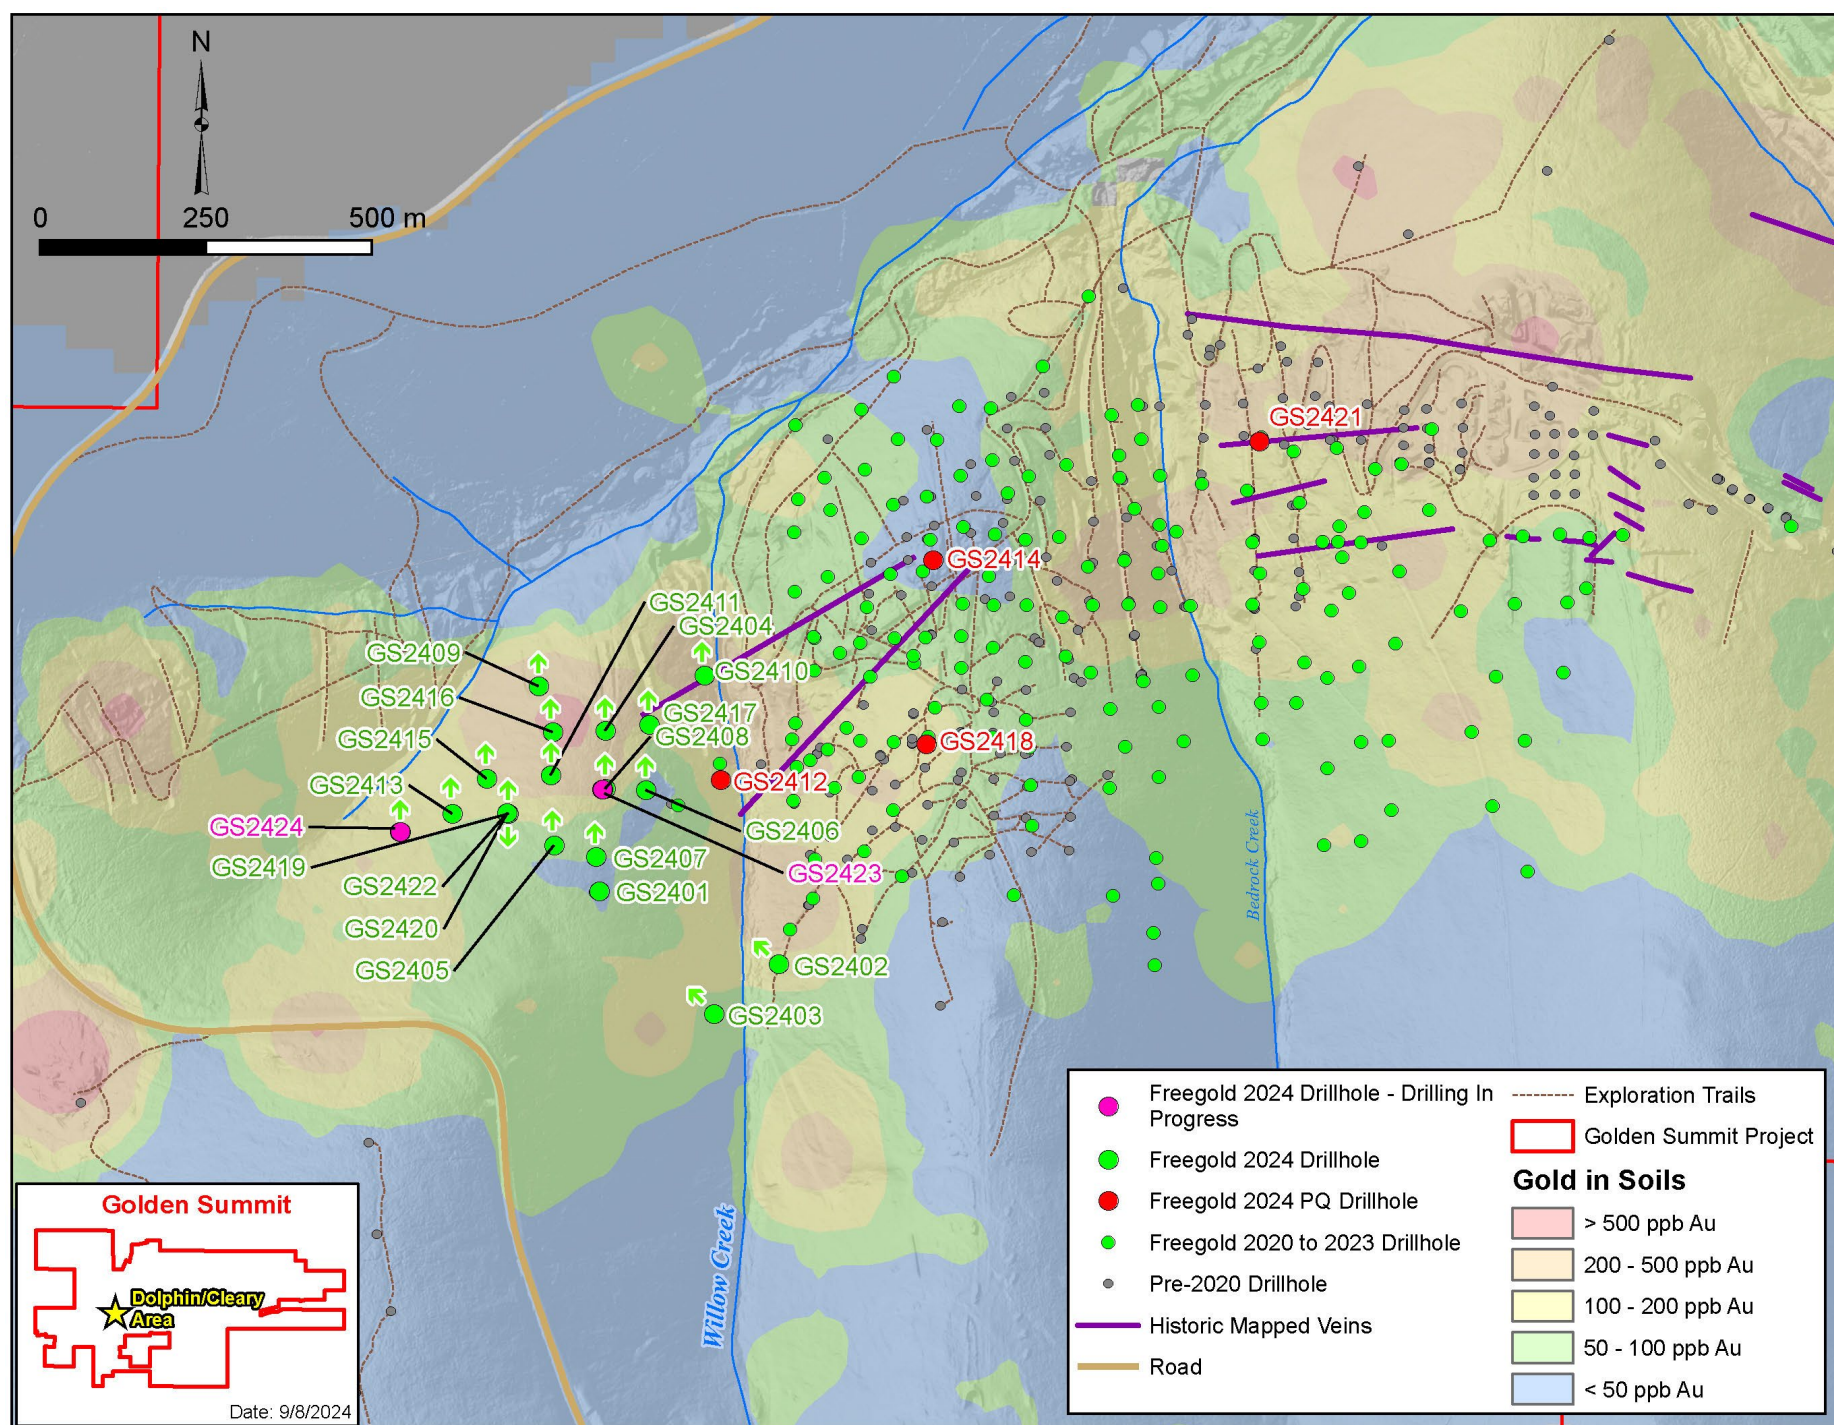 N
0 250 500 m
GS2421
GS2414
GS2411
GS2404
GS2409
GS2410
GS2416
GS2417
GS2408
GS2415
GS2418
GS2412
GS2413
GS2424
GS2406
GS2419
GS2407
GS2423
GS2422
GS2401
GS2420
GS2405
GS2402
GS2403
Bedrock Creek
Willow Creek
Freegold 2024 Drillhole - Drilling In
Progress
Freegold 2024 Drillhole
Freegold 2024 PQ Drillhole
Freegold 2020 to 2023 Drillhole
Pre-2020 Drillhole
Historic Mapped Veins
Road
Exploration Trails
Golden Summit Project
Gold in Soils
> 500 ppb Au
200 - 500 ppb Au
100 - 200 ppb Au
50 - 100 ppb Au
< 50 ppb Au
Golden Summit
Dolphin/Cleary
Area
Date: 9/8/2024